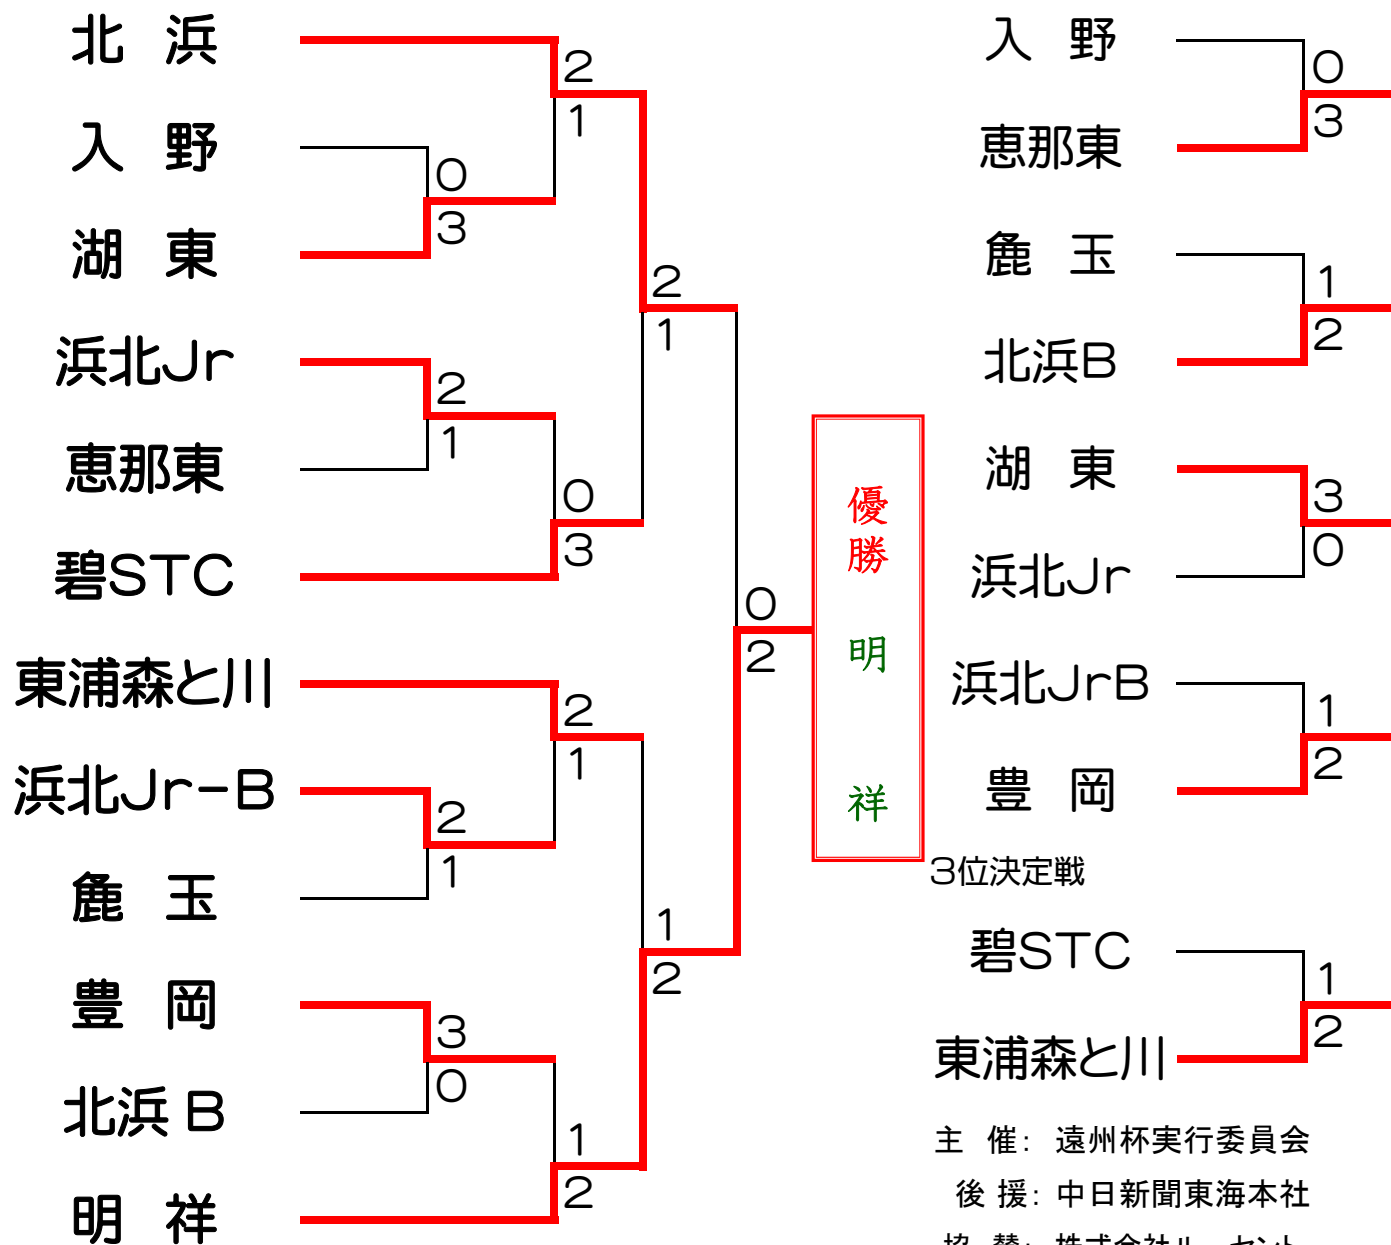 北 浜
2
1
入 野
0
3
湖 東
2
1
浜北Jr
2
1
恵那東
0
3
碧STC
0
2
東浦森と川
2
1
浜北Jr-B
2
1
麁 玉
1
2
豊 岡
3
0
北浜 B
1
2
明 祥
優勝
明 祥
入 野
0
3
恵那東
麁 玉
1
2
北浜B
湖 東
3
0
浜北Jr
浜北JrB
1
2
豊 岡
3位決定戦
碧STC
1
2
東浦森と川
主 催: 遠州杯実行委員会
後 援: 中日新聞東海本社